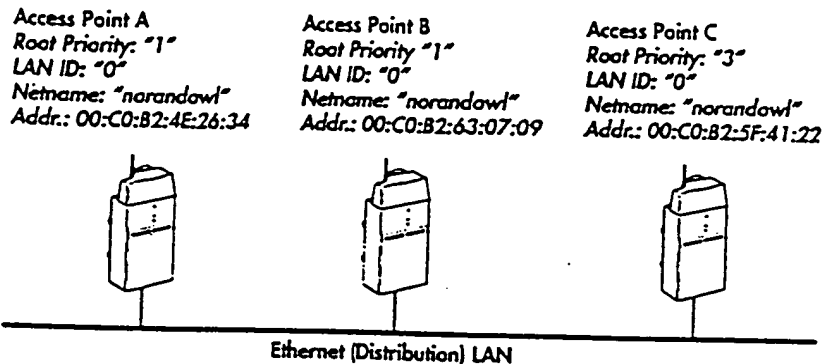 Access Point A
Root Priority: "1"
LAN ID: "0"
Netname: "norandowl"
Addr.: 00:C0:B2:4E:26:34
Access Point B
Root Priority "1"
LAN ID: "0"
Netname: "norandowl"
Addr.: 00:C0:B2:63:07:09
Access Point C
Root Priority: "3"
LAN ID: "0"
Netname: "norandowl"
Addr.: 00:C0:B2:5F:41:22
Ethernet (Distribution) LAN